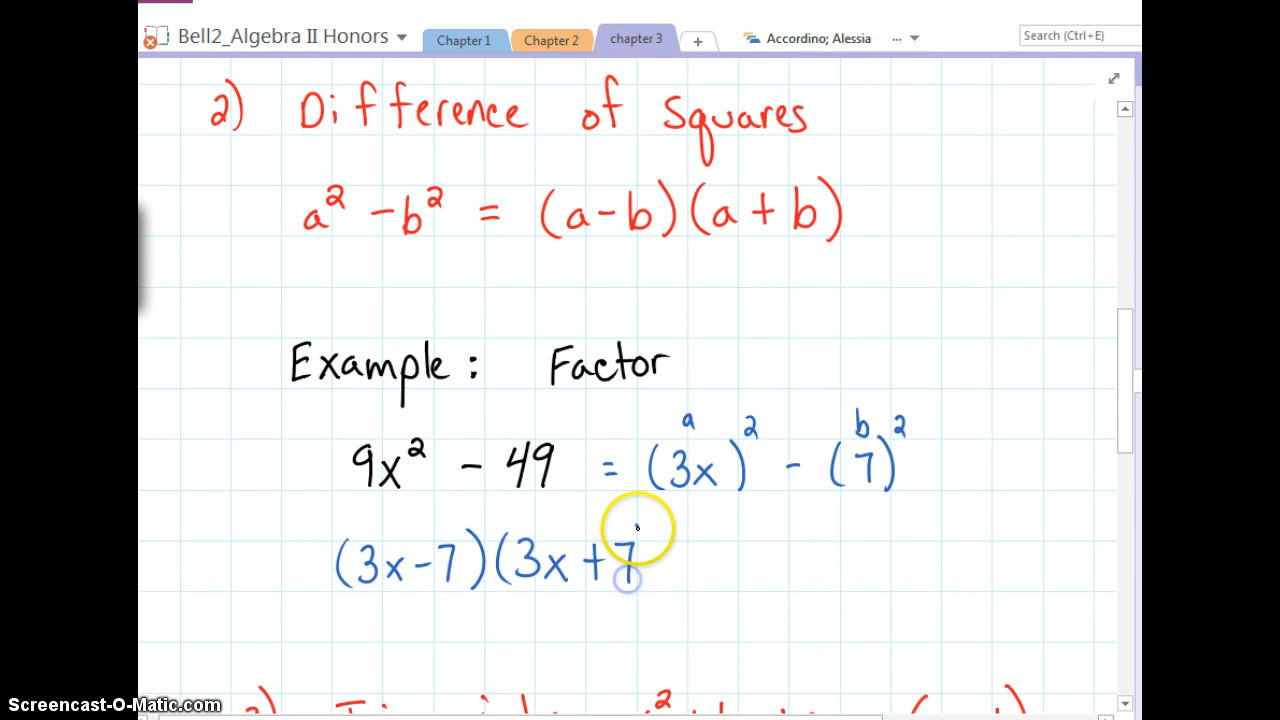 Bell2_Algebra II Honors Chapter 1 Chapter 2 chapter 3 + Accordino; Alessia ... Search (Ctrl+E)
2) Difference of Squares
a² - b² = (a-b)(a+b)
Example: Factor
9x² - 49 = (3x)² - (7)²
a b
(3x-7)(3x+7
Screencast-O-Matic.com